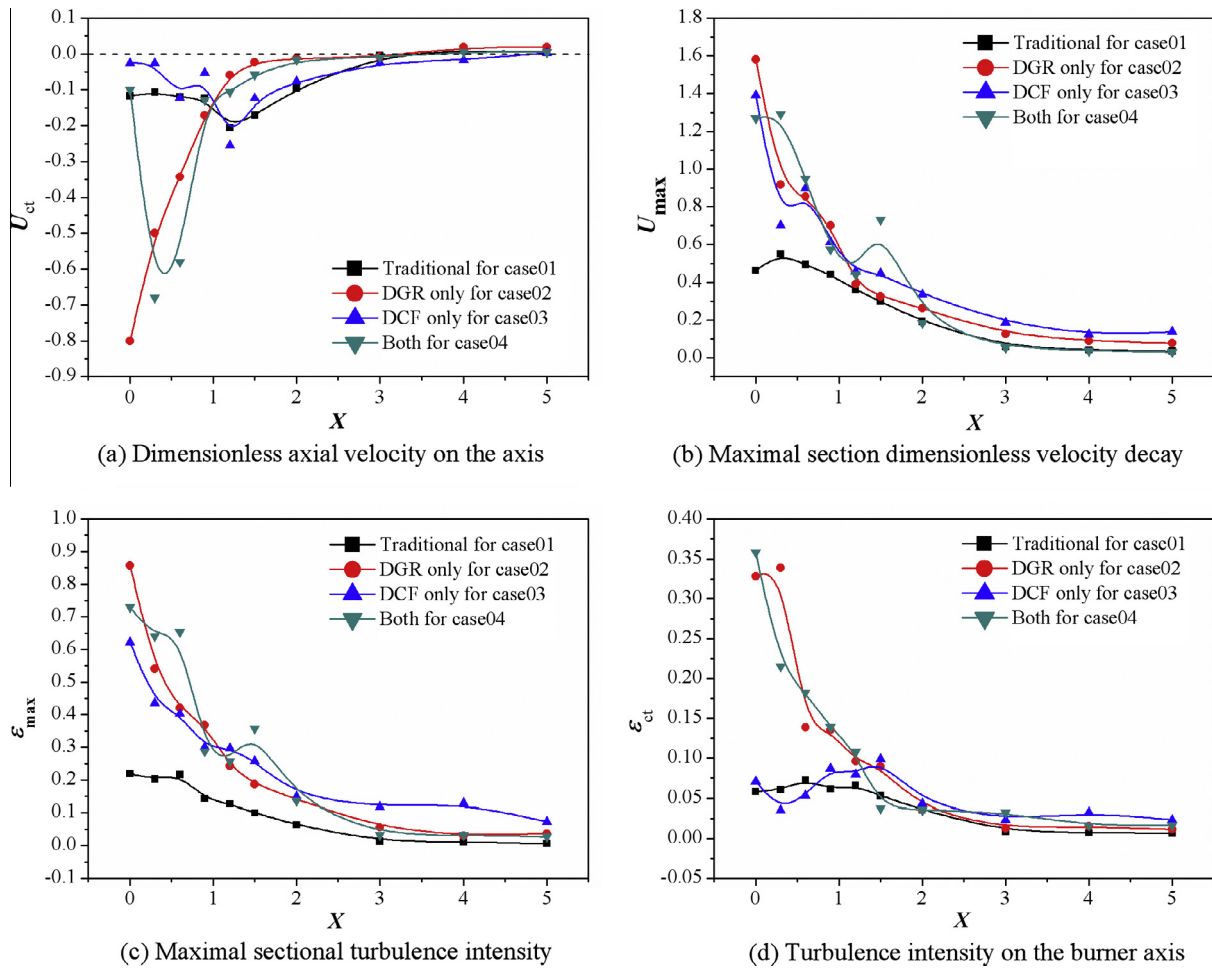 0.1
0.0
-0.1
-0.2
-0.3
-0.4
-0.5
-0.6
-0.7
-0.8
-0.9
U_ct
0 1 2 3 4 5
X
Traditional for case01
DGR only for case02
DCF only for case03
Both for case04
(a) Dimensionless axial velocity on the axis
1.8
1.6
1.4
1.2
1.0
0.8
0.6
0.4
0.2
0.0
U_max
0 1 2 3 4 5
X
Traditional for case01
DGR only for case02
DCF only for case03
Both for case04
(b) Maximal section dimensionless velocity decay
1.0
0.9
0.8
0.7
0.6
0.5
0.4
0.3
0.2
0.1
0.0
-0.1
ε_max
0 1 2 3 4 5
X
Traditional for case01
DGR only for case02
DCF only for case03
Both for case04
(c) Maximal sectional turbulence intensity
0.40
0.35
0.30
0.25
0.20
0.15
0.10
0.05
0.00
-0.05
ε_ct
0 1 2 3 4 5
X
Traditional for case01
DGR only for case02
DCF only for case03
Both for case04
(d) Turbulence intensity on the burner axis